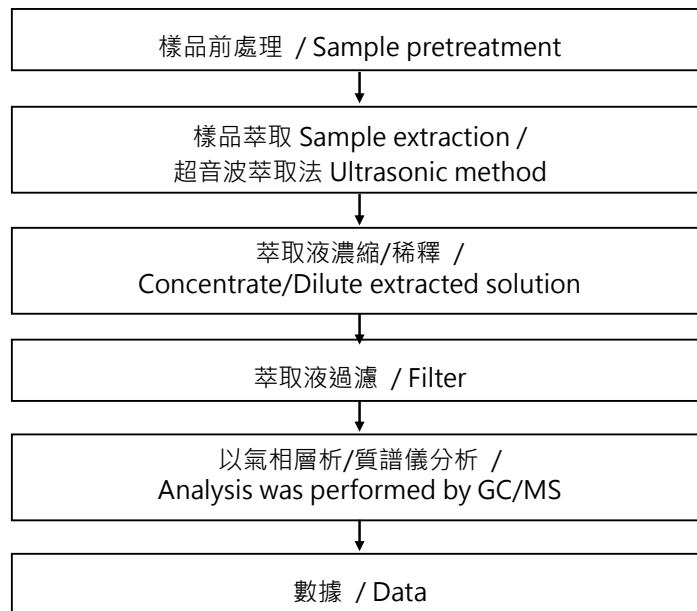 樣品前處理 / Sample pretreatment
樣品萃取 Sample extraction /
超音波萃取法 Ultrasonic method
萃取液濃縮/稀釋 /
Concentrate/Dilute extracted solution
萃取液過濾 / Filter
以氣相層析/質譜儀分析 /
Analysis was performed by GC/MS
數據 / Data